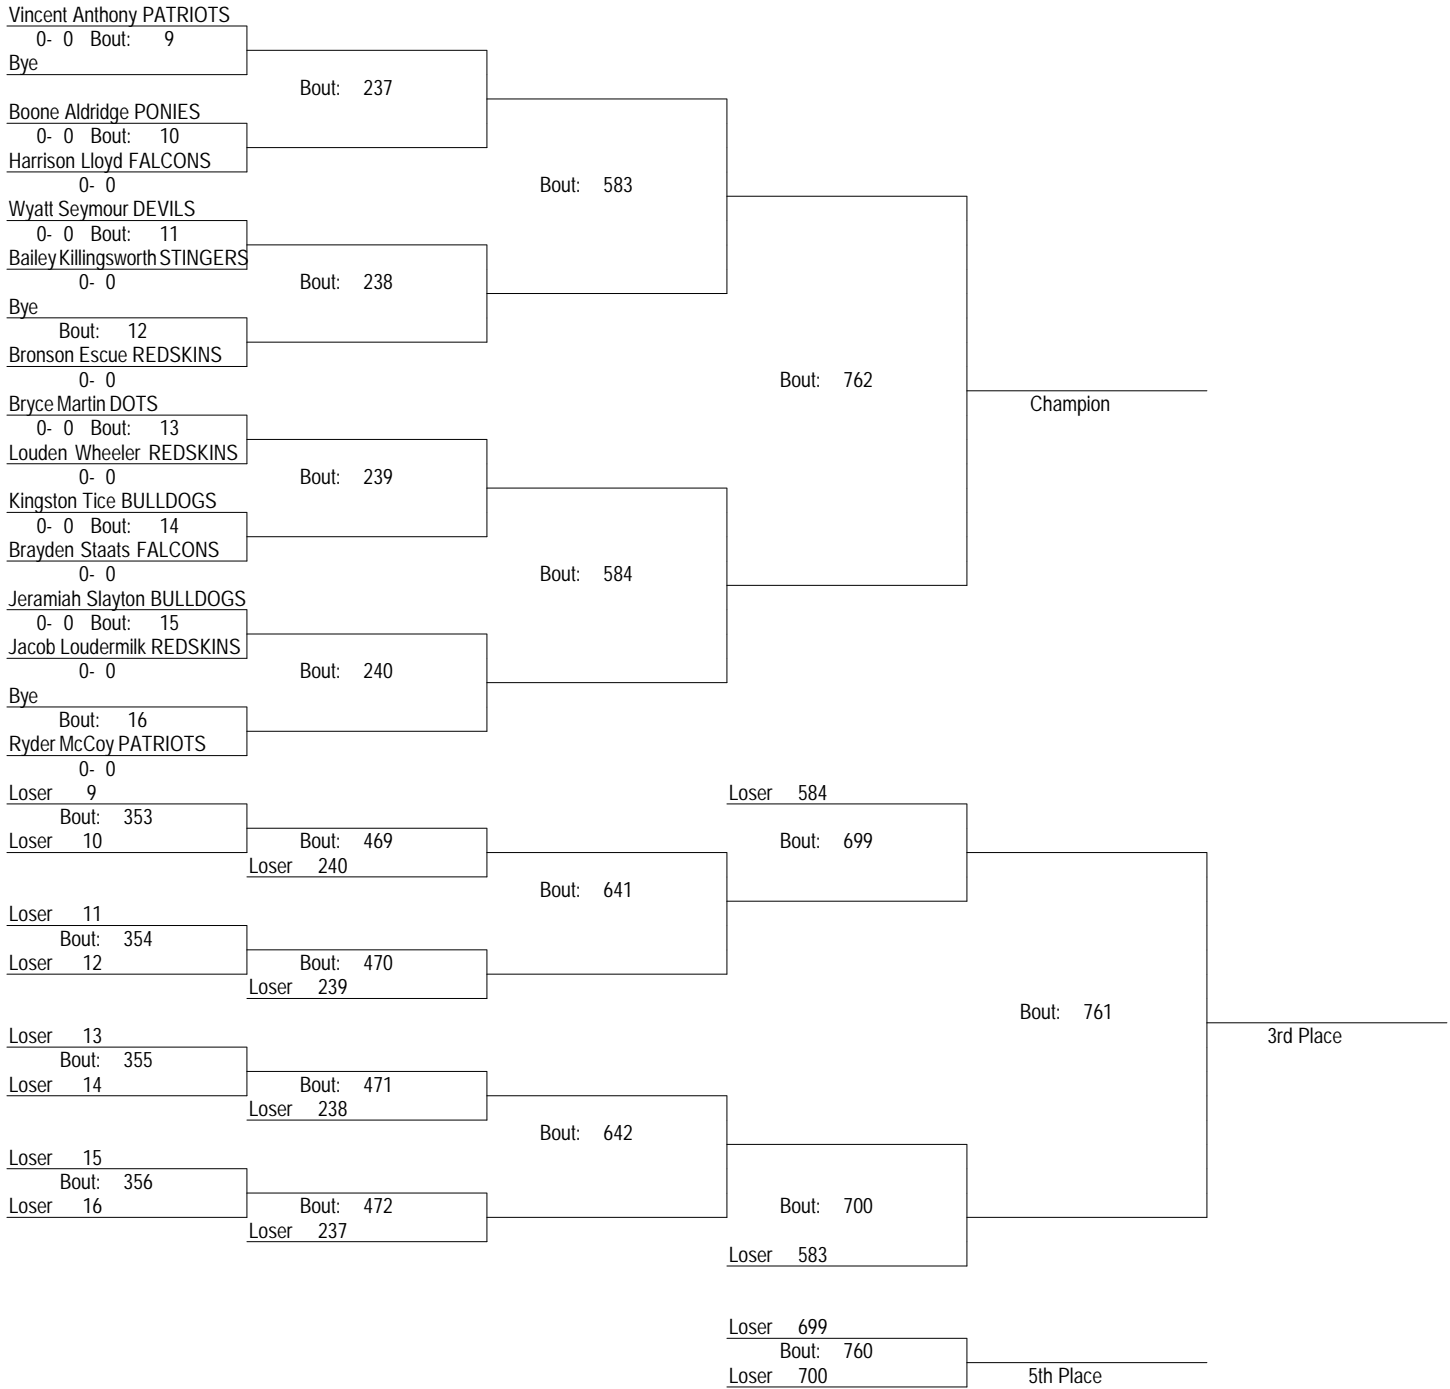 Vincent Anthony PATRIOTS
0- 0 Bout: 9
Bye
Bout: 237
Boone Aldridge PONIES
0- 0 Bout: 10
Harrison Lloyd FALCONS
0- 0
Bout: 583
Wyatt Seymour DEVILS
0- 0 Bout: 11
Bailey Killingsworth STINGERS
0- 0
Bout: 238
Bye
Bout: 12
Bronson Escue REDSKINS
0- 0
Bout: 762
Champion
Bryce Martin DOTS
0- 0 Bout: 13
Louden Wheeler REDSKINS
0- 0
Bout: 239
Kingston Tice BULLDOGS
0- 0 Bout: 14
Brayden Staats FALCONS
0- 0
Bout: 584
Jeramiah Slayton BULLDOGS
0- 0 Bout: 15
Jacob Loudermilk REDSKINS
0- 0
Bout: 240
Bye
Bout: 16
Ryder McCoy PATRIOTS
0- 0
Loser 9
Bout: 353
Loser 10
Bout: 469
Loser 240
Bout: 641
Loser 584
Bout: 699
Loser 11
Bout: 354
Loser 12
Bout: 470
Loser 239
Bout: 761
3rd Place
Loser 13
Bout: 355
Loser 14
Bout: 471
Loser 238
Bout: 642
Loser 15
Bout: 356
Loser 16
Bout: 472
Loser 237
Bout: 700
Loser 583
Loser 699
Bout: 760
Loser 700
5th Place